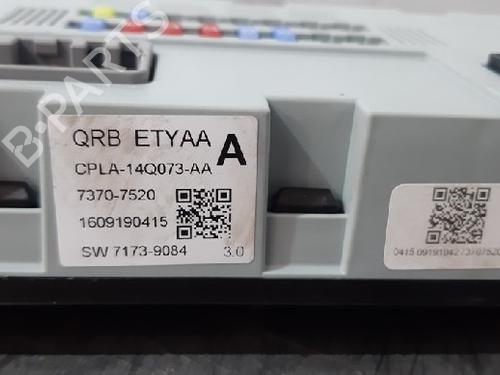 QRB ETYAA A
CPLA-14Q073-AA
7370-7520
1609190415
SW 7173-9084 3.0
B-PARTS